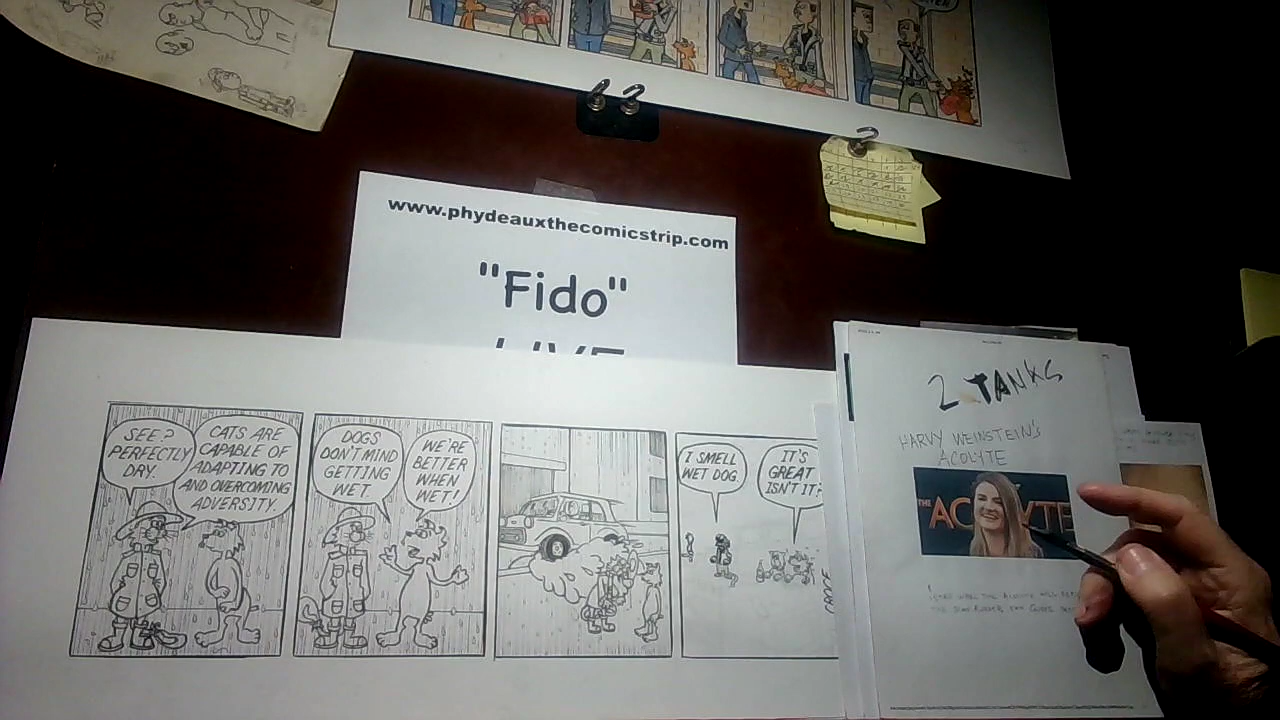 www.phydeauxthecomicstrip.com
"Fido"
LIVE
SEE?
PERFECTLY
DRY.
CATS ARE
CAPABLE OF
ADAPTING TO
AND OVERCOMING
ADVERSITY.
DOGS
DON'T MIND
GETTING
WET
WE'RE
BETTER
WHEN
WET!
I SMELL
WET DOG.
IT'S
GREAT
ISN'T IT?
2 TANKS
HARVY WEINSTEIN'S
ACOLYTE
THE
ACOLYTE